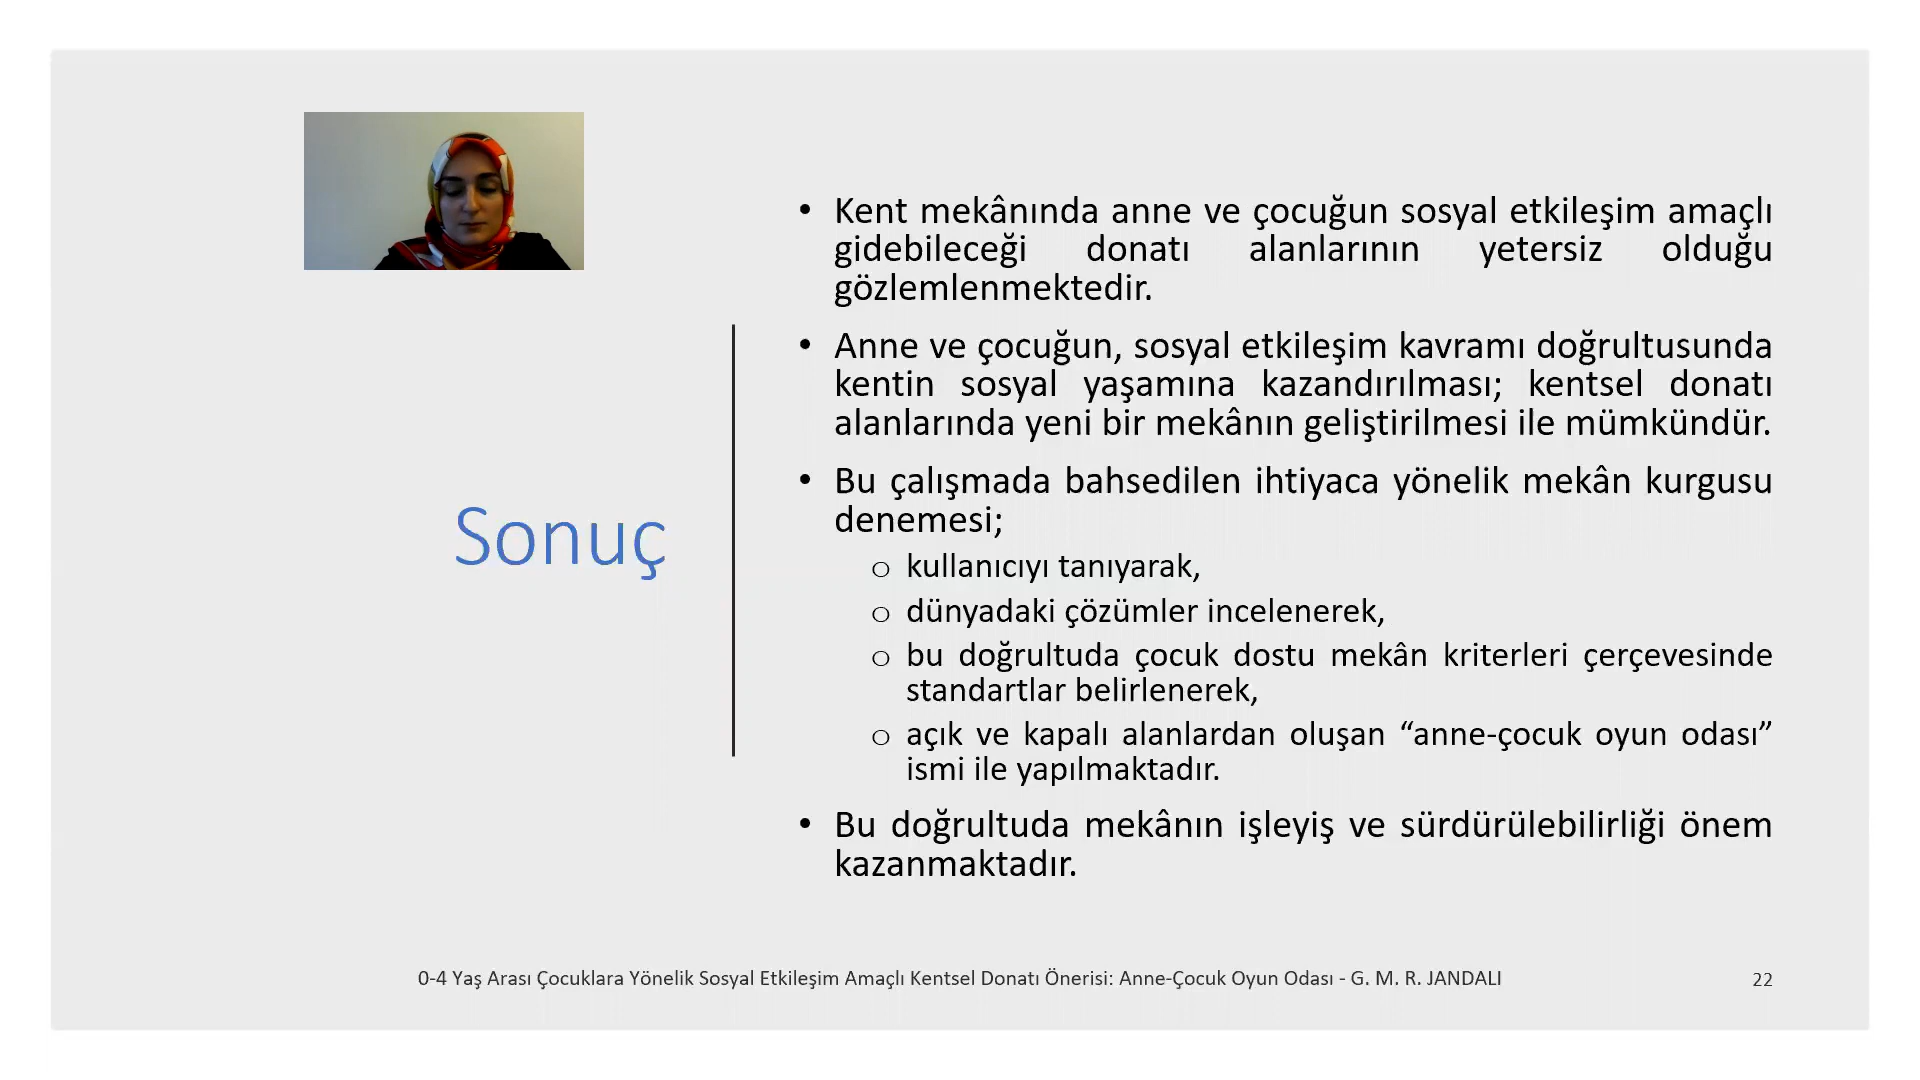 Sonuç
• Kent mekânında anne ve çocuğun sosyal etkileşim amaçlı
gidebileceği donatı alanlarının yetersiz olduğu
gözlemlenmektedir.
• Anne ve çocuğun, sosyal etkileşim kavramı doğrultusunda
kentin sosyal yaşamına kazandırılması; kentsel donatı
alanlarında yeni bir mekânın geliştirilmesi ile mümkündür.
• Bu çalışmada bahsedilen ihtiyaca yönelik mekân kurgusu
denemesi;
o kullanıcıyı tanıyarak,
o dünyadaki çözümler incelenerek,
o bu doğrultuda çocuk dostu mekân kriterleri çerçevesinde
standartlar belirlenerek,
o açık ve kapalı alanlardan oluşan “anne-çocuk oyun odası”
ismi ile yapılmaktadır.
• Bu doğrultuda mekânın işleyiş ve sürdürülebilirliği önem
kazanmaktadır.
0-4 Yaş Arası Çocuklara Yönelik Sosyal Etkileşim Amaçlı Kentsel Donatı Önerisi: Anne-Çocuk Oyun Odası - G. M. R. JANDALI
22